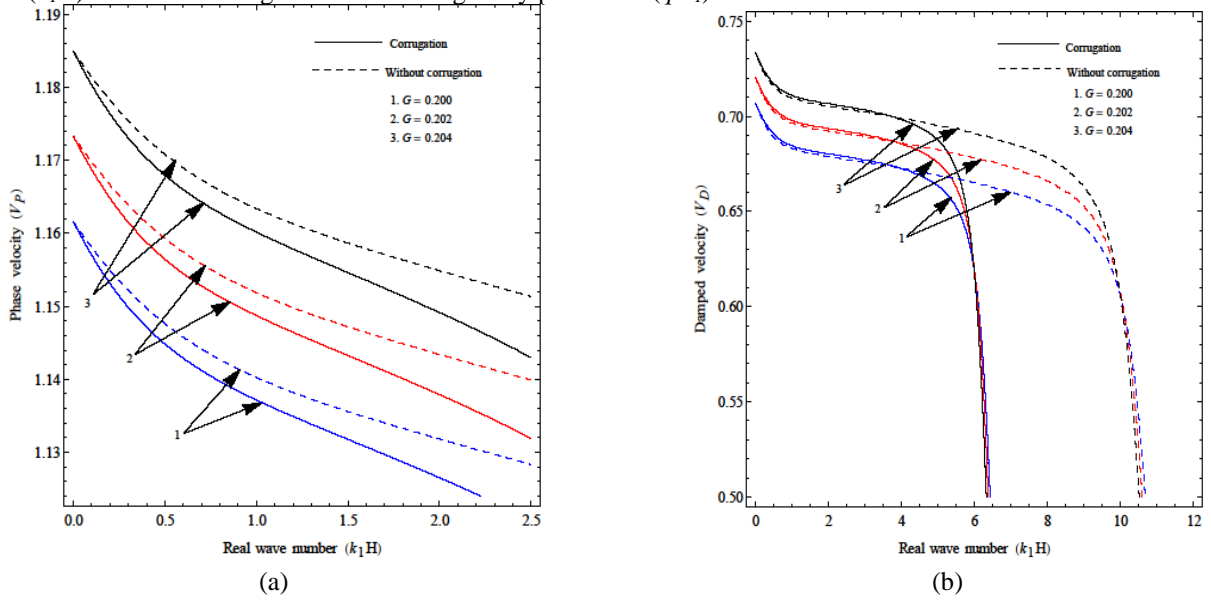 1.19
1.18
1.17
1.16
1.15
1.14
1.13
Phase velocity (V_P)
Corrugation
Without corrugation
1. G = 0.200
2. G = 0.202
3. G = 0.204
3
2
1
0.0 0.5 1.0 1.5 2.0 2.5
Real wave number (k_1H)
(a)
0.70
0.65
0.60
0.55
0.50
Damped velocity (V_D)
Corrugation
Without corrugation
1. G = 0.200
2. G = 0.202
3. G = 0.204
3
2
1
0 2 4 6 8 10 12
Real wave number (k_1H)
(b)